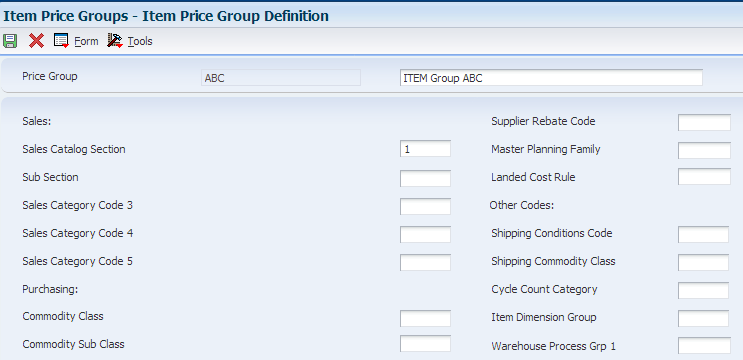 Item Price Groups - Item Price Group Definition
Form Tools
Price Group ABC ITEM Group ABC
Sales:
Sales Catalog Section 1
Sub Section
Sales Category Code 3
Sales Category Code 4
Sales Category Code 5
Purchasing:
Commodity Class
Commodity Sub Class
Supplier Rebate Code
Master Planning Family
Landed Cost Rule
Other Codes:
Shipping Conditions Code
Shipping Commodity Class
Cycle Count Category
Item Dimension Group
Warehouse Process Grp 1